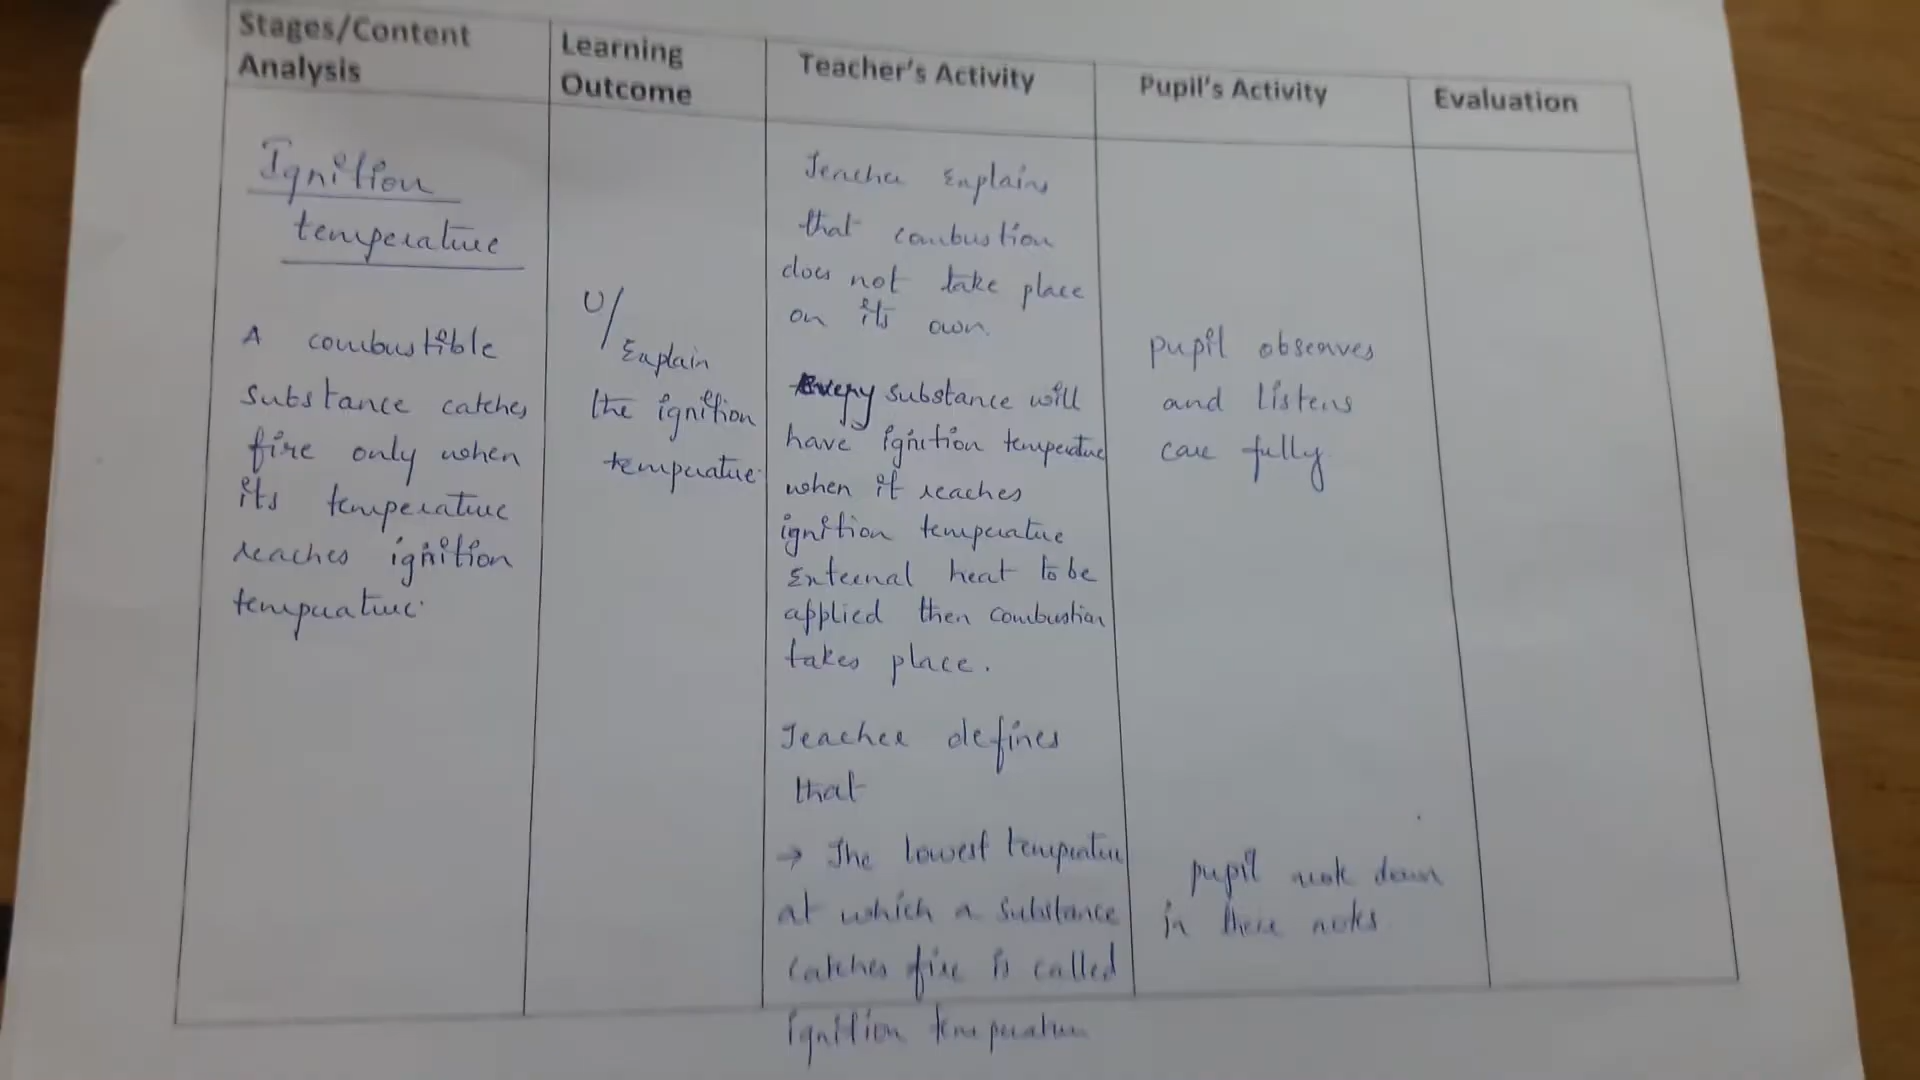 Stages/Content
Analysis
Learning
Outcome
Teacher's Activity
Pupil's Activity
Evaluation
Ignition
temperature
A combustible
substance catches
fire only when
its temperature
reaches ignition
temperature.
U/
Explain
the ignition
temperature.
Teacher Explains
that combustion
does not take place
on its own.
Every substance will
have ignition temperature
when it reaches
ignition temperature
External heat to be
applied then combustion
takes place.
Teacher defines
that
→ The lowest temperature
at which a substance
catches fire is called
ignition temperature
pupil observes
and listens
care fully
pupil note down
in there notes